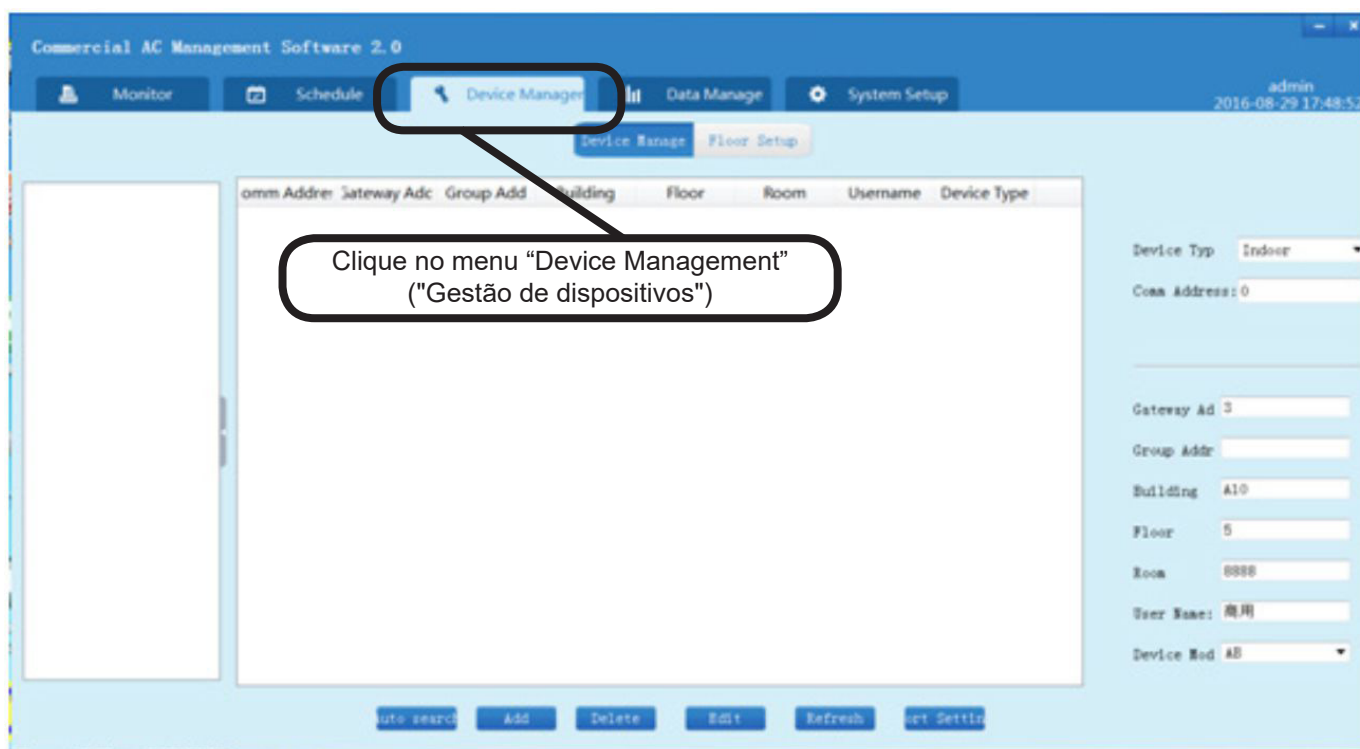 Commercial AC Management Software 2.0
Monitor
Schedule
Device Manager
Data Manage
System Setup
admin
2016-08-29 17:48:52
Device Manage
Floor Setup
omm Addre
Gateway Adc
Group Add
Building
Floor
Room
Username
Device Type
Clique no menu “Device Management”
("Gestão de dispositivos")
Device Typ
Indoor
Comm Address:
0
Gateway Ad
3
Group Addr
Building
A10
Floor
5
Room
8888
User Name:
商用
Device Mod
AB
uto search
Add
Delete
Edit
Refresh
ort Settin